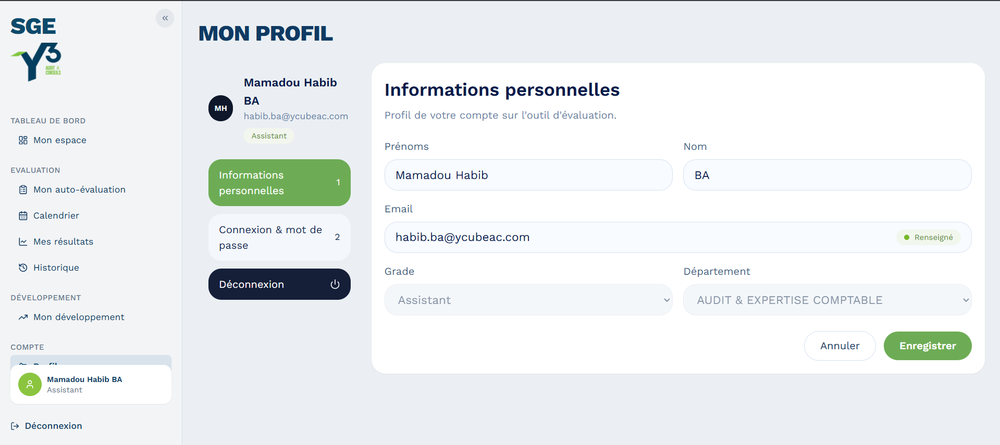 SGE
Y3
AUDIT &
CONSEILS
TABLEAU DE BORD
Mon espace
EVALUATION
Mon auto-évaluation
Calendrier
Mes résultats
Historique
DÉVELOPPEMENT
Mon développement
COMPTE
Profil
Mamadou Habib BA
Assistant
Déconnexion
MON PROFIL
MH
Mamadou Habib
BA
habib.ba@ycubeac.com
Assistant
Informations
personnelles
1
Connexion & mot de
passe
2
Déconnexion
Informations personnelles
Profil de votre compte sur l'outil d'évaluation.
Prénoms
Mamadou Habib
Nom
BA
Email
habib.ba@ycubeac.com
Renseigné
Grade
Assistant
Département
AUDIT & EXPERTISE COMPTABLE
Annuler
Enregistrer